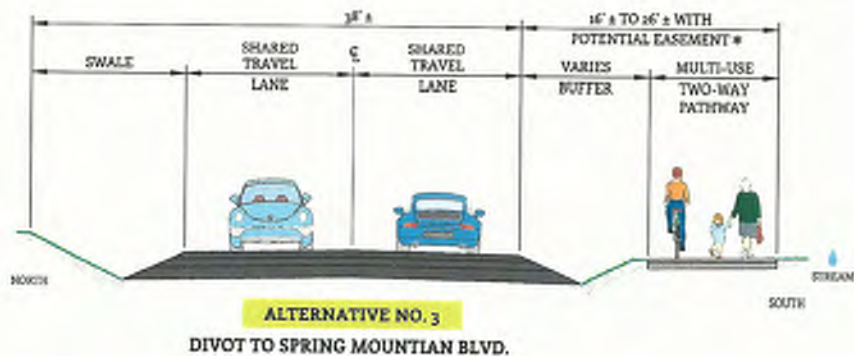 38' ±
16' ± TO 26' ± WITH
POTENTIAL EASEMENT *
SWALE
SHARED
TRAVEL
LANE
℄
SHARED
TRAVEL
LANE
VARIES
BUFFER
MULTI-USE
TWO-WAY
PATHWAY
NORTH
STREAM
SOUTH
ALTERNATIVE NO. 3
DIVOT TO SPRING MOUNTIAN BLVD.